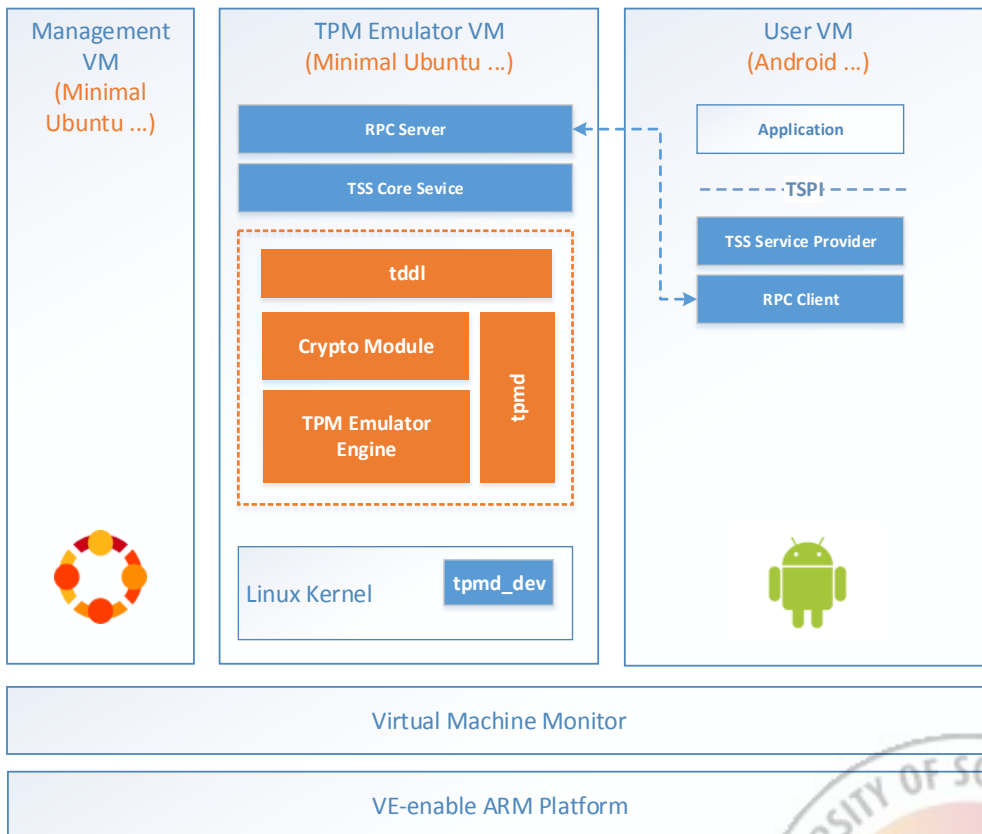 Management
VM
(Minimal
Ubuntu ...)
TPM Emulator VM
(Minimal Ubuntu ...)
RPC Server
TSS Core Sevice
tddl
Crypto Module
TPM Emulator
Engine
tpmd
Linux Kernel
tpmd_dev
User VM
(Android ...)
Application
TSPI
TSS Service Provider
RPC Client
Virtual Machine Monitor
VE-enable ARM Platform
OF